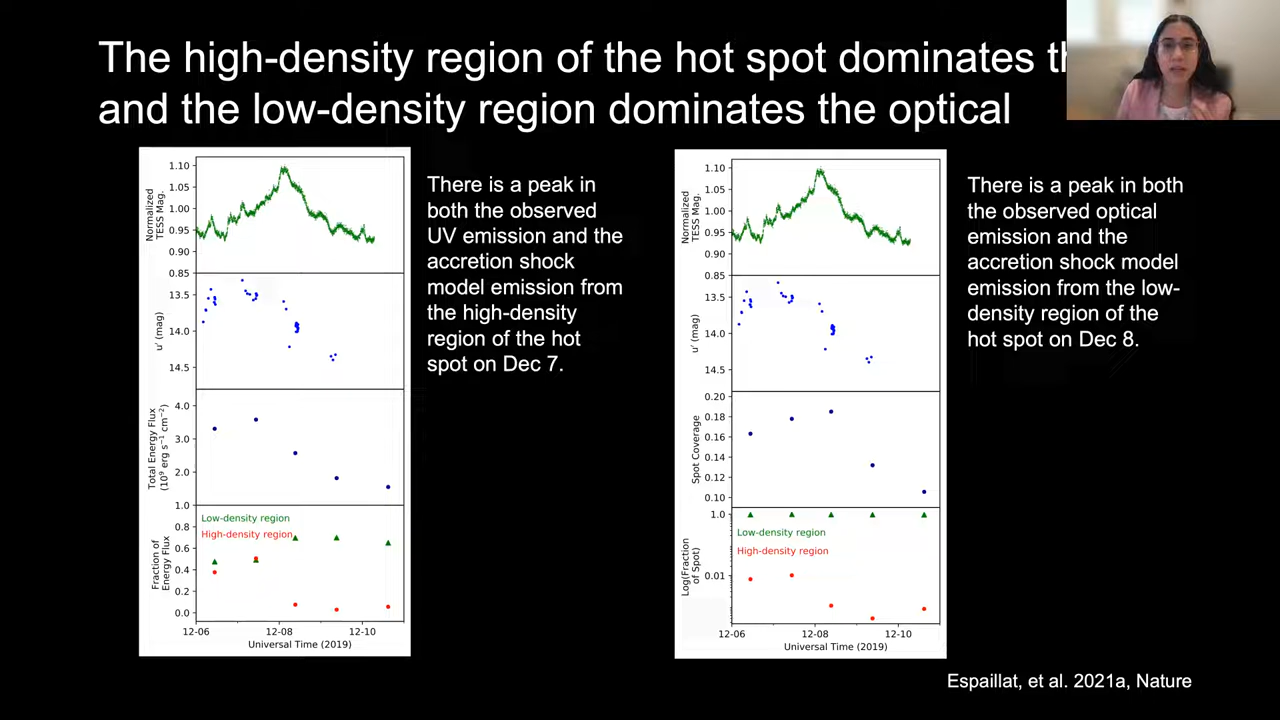 The high-density region of the hot spot dominates
and the low-density region dominates the optical
1.10
1.05
1.00
0.95
0.90
0.85
Normalized
TESS Mag.
13.5
14.0
14.5
u′ (mag)
4.0
3.0
2.0
1.0
Total Energy Flux
(10⁹ erg s⁻¹ cm⁻²)
Low-density region
High-density region
0.8
0.6
0.4
0.2
0.0
Fraction of
Energy Flux
12-06
12-08
12-10
Universal Time (2019)
There is a peak in
both the observed
UV emission and the
accretion shock
model emission from
the high-density
region of the hot
spot on Dec 7.
1.10
1.05
1.00
0.95
0.90
0.85
Normalized
TESS Mag.
13.5
14.0
14.5
u′ (mag)
0.20
0.18
0.16
0.14
0.12
0.10
Spot Coverage
1.0
0.01
Low-density region
High-density region
Log(Fraction
of Spot)
12-06
12-08
12-10
Universal Time (2019)
There is a peak in both
the observed optical
emission and the
accretion shock model
emission from the low-
density region of the
hot spot on Dec 8.
Espaillat, et al. 2021a, Nature